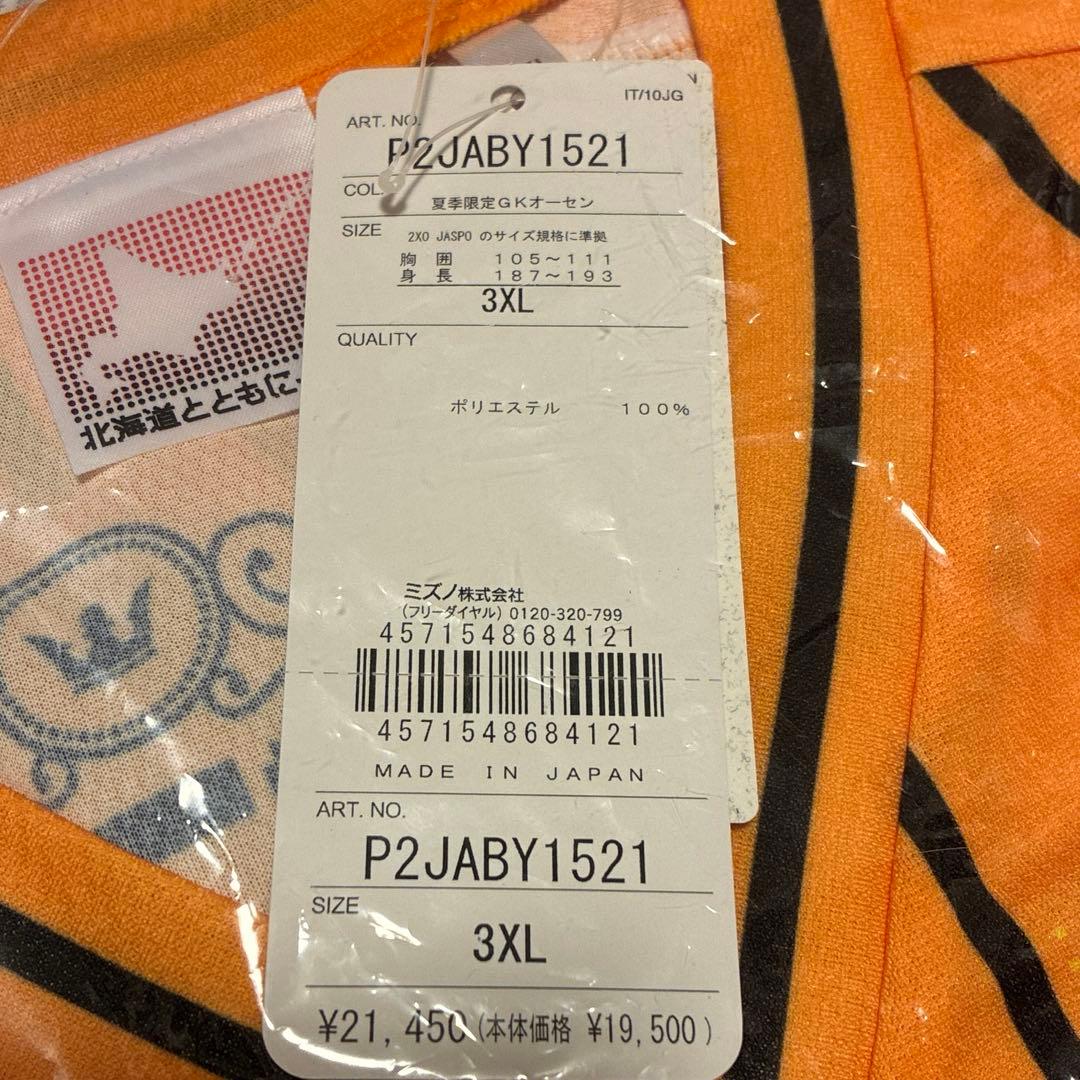 IT/10JG
ART. NO.
P2JABY1521
COL.
夏季限定GKオーセン
SIZE
2XO JASPO のサイズ規格に準拠
胸 囲 105~111
身 長 187~193
3XL
QUALITY
ポリエステル 100%
ミズノ株式会社
(フリーダイヤル) 0120-320-799
4571548684121
4571548684121
MADE IN JAPAN
ART. NO.
P2JABY1521
SIZE
3XL
¥21,450 (本体価格 ¥19,500)
北海道とともに